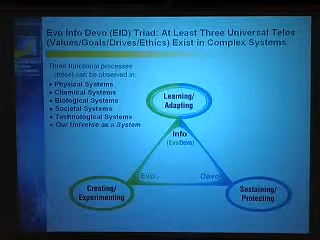 Evo Info Devo (EID) Triad: At Least Three Universal Telos
(Values/Goals/Drives/Ethics) Exist in Complex Systems
Three functional processes
(telos) can be observed in:
• Physical Systems
• Chemical Systems
• Biological Systems
• Societal Systems
• Technological Systems
• Our Universe as a System
Learning/
Adapting
Info
(EvoDevo)
Evo
Devo
Creating/
Experimenting
Sustaining/
Protecting